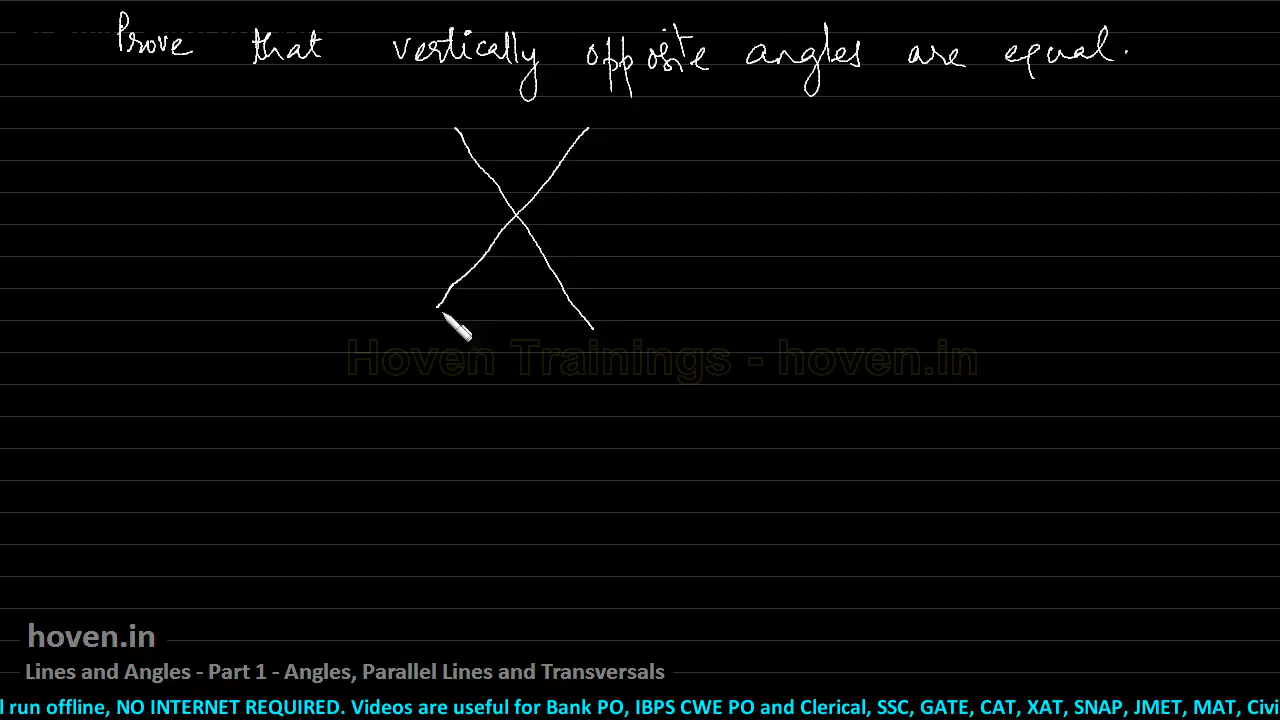 Prove that vertically opposite angles are equal.
Hoven Trainings - hoven.in
hoven.in
Lines and Angles - Part 1 - Angles, Parallel Lines and Transversals
l run offline, NO INTERNET REQUIRED. Videos are useful for Bank PO, IBPS CWE PO and Clerical, SSC, GATE, CAT, XAT, SNAP, JMET, MAT, Civi